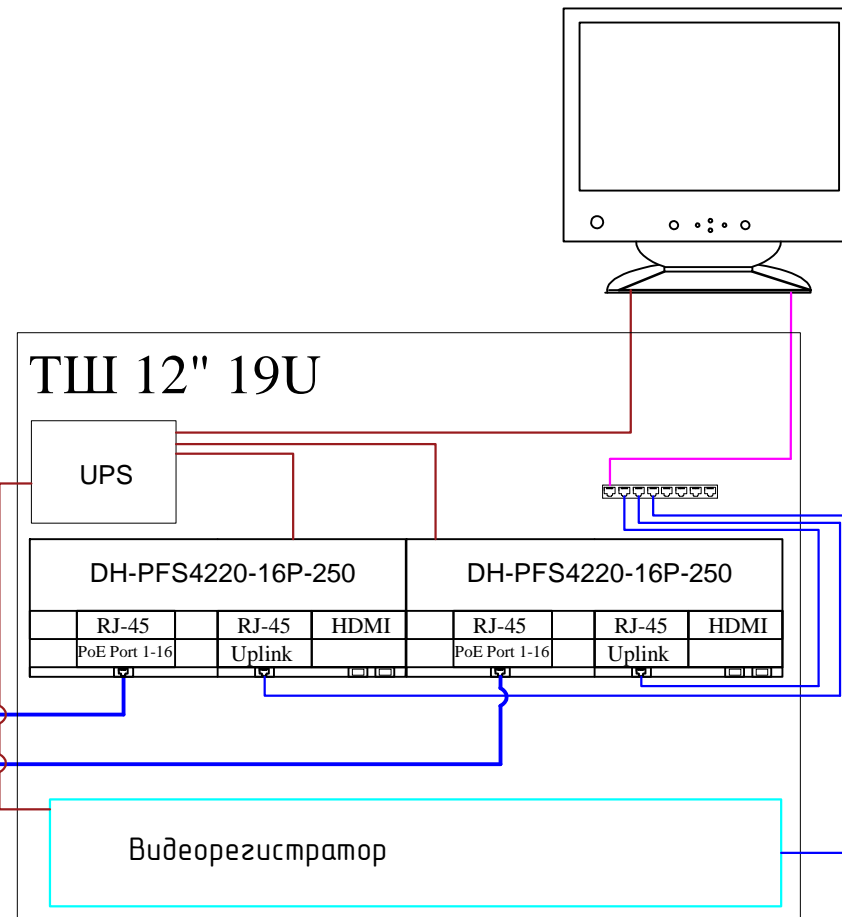 ТШ 12" 19U
UPS
DH-PFS4220-16P-250 DH-PFS4220-16P-250
RJ-45 RJ-45 HDMI RJ-45 RJ-45 HDMI
PoE Port 1-16 Uplink PoE Port 1-16 Uplink
Видеорегистратор